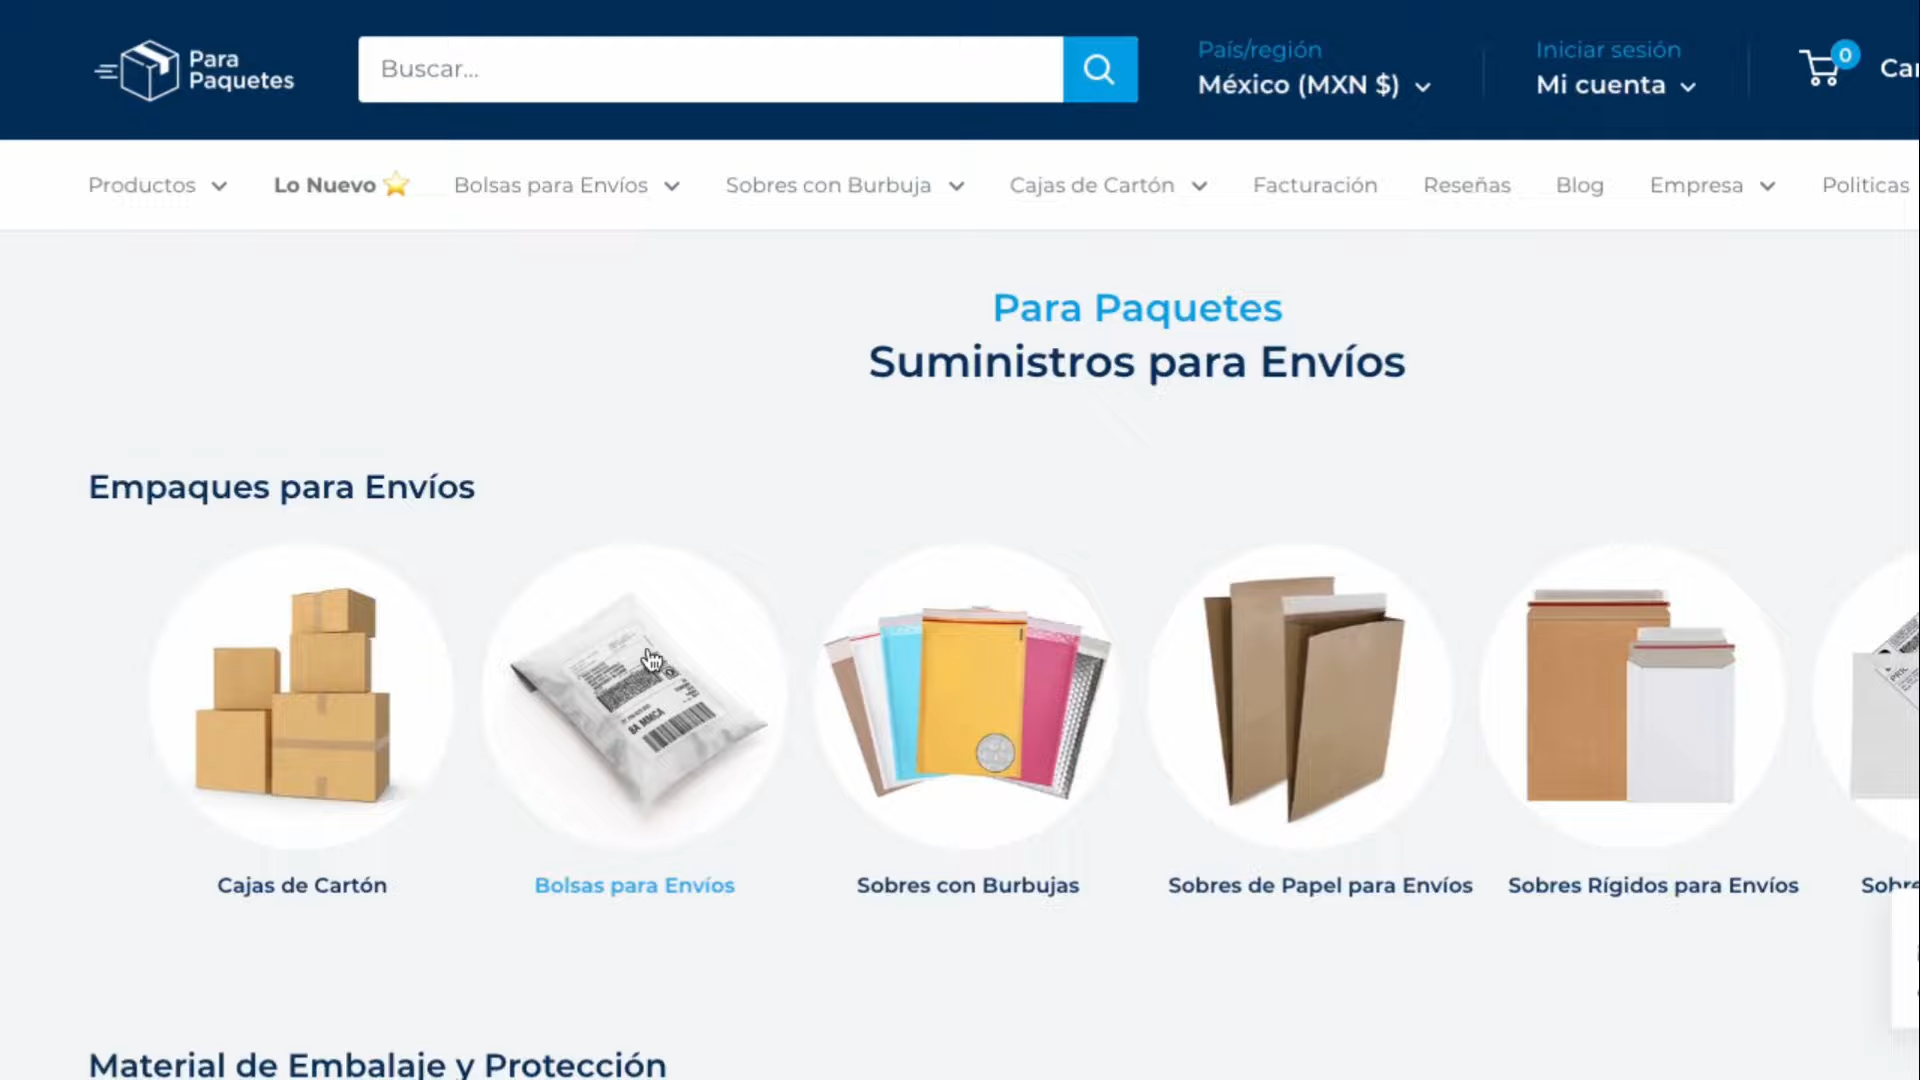 Para
Paquetes
Buscar...
País/región
México (MXN $)
Iniciar sesión
Mi cuenta
0
Productos
Lo Nuevo ⭐
Bolsas para Envíos
Sobres con Burbuja
Cajas de Cartón
Facturación
Reseñas
Blog
Empresa
Politicas
Para Paquetes
Suministros para Envíos
Empaques para Envíos
8A MMCA
Cajas de Cartón
Bolsas para Envíos
Sobres con Burbujas
Sobres de Papel para Envíos
Sobres Rígidos para Envíos
Material de Embalaje y Protección